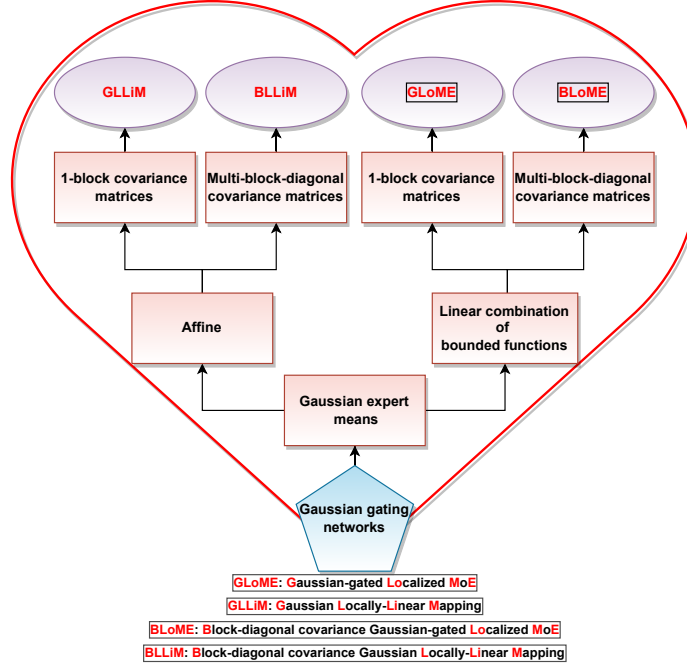 GLLiM
BLLiM
GLoME
BLoME
1-block covariance
matrices
Multi-block-diagonal
covariance matrices
1-block covariance
matrices
Multi-block-diagonal
covariance matrices
Affine
Linear combination
of
bounded functions
Gaussian expert
means
Gaussian gating
networks
GLoME: Gaussian-gated Localized MoE
GLLiM: Gaussian Locally-Linear Mapping
BLoME: Block-diagonal covariance Gaussian-gated Localized MoE
BLLiM: Block-diagonal covariance Gaussian Locally-Linear Mapping